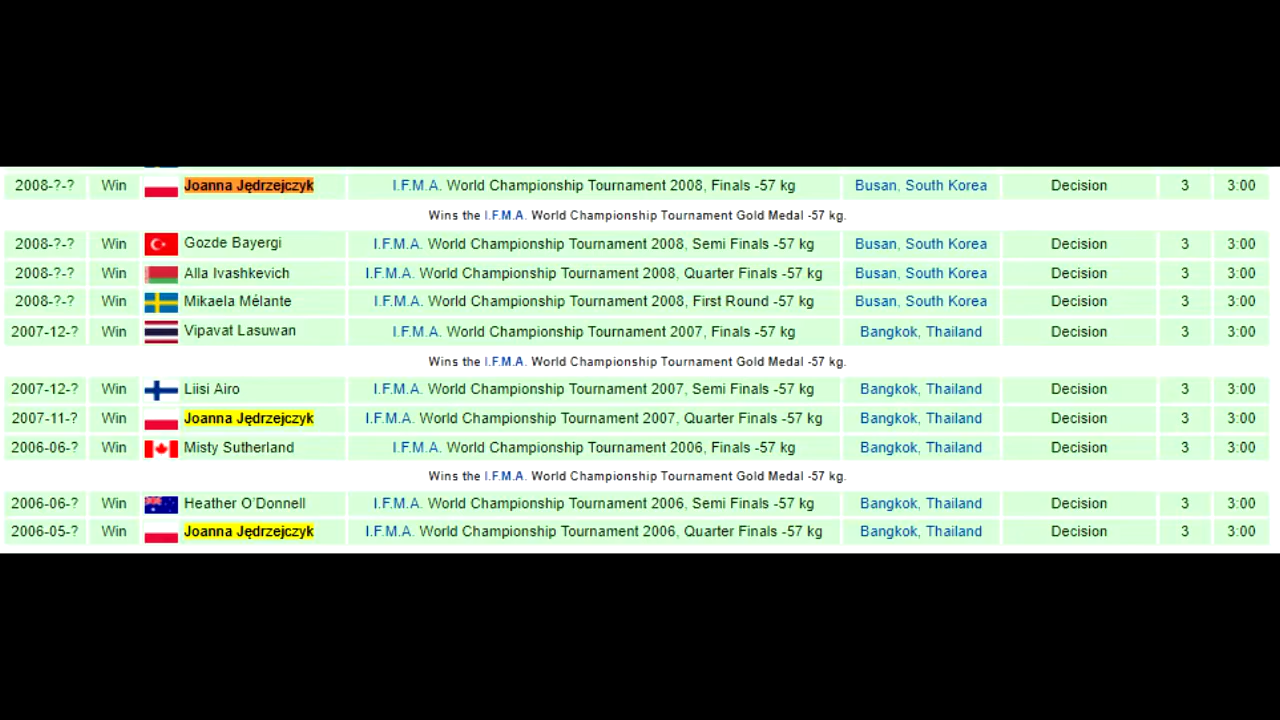 2008-?-? Win Joanna Jędrzejczyk I.F.M.A. World Championship Tournament 2008, Finals -57 kg Busan, South Korea Decision 3 3:00
Wins the I.F.M.A. World Championship Tournament Gold Medal -57 kg.
2008-?-? Win Gozde Bayergi I.F.M.A. World Championship Tournament 2008, Semi Finals -57 kg Busan, South Korea Decision 3 3:00
2008-?-? Win Alla Ivashkevich I.F.M.A. World Championship Tournament 2008, Quarter Finals -57 kg Busan, South Korea Decision 3 3:00
2008-?-? Win Mikaela Mélante I.F.M.A. World Championship Tournament 2008, First Round -57 kg Busan, South Korea Decision 3 3:00
2007-12-? Win Vipavat Lasuwan I.F.M.A. World Championship Tournament 2007, Finals -57 kg Bangkok, Thailand Decision 3 3:00
Wins the I.F.M.A. World Championship Tournament Gold Medal -57 kg.
2007-12-? Win Liisi Airo I.F.M.A. World Championship Tournament 2007, Semi Finals -57 kg Bangkok, Thailand Decision 3 3:00
2007-11-? Win Joanna Jędrzejczyk I.F.M.A. World Championship Tournament 2007, Quarter Finals -57 kg Bangkok, Thailand Decision 3 3:00
2006-06-? Win Misty Sutherland I.F.M.A. World Championship Tournament 2006, Finals -57 kg Bangkok, Thailand Decision 3 3:00
Wins the I.F.M.A. World Championship Tournament Gold Medal -57 kg.
2006-06-? Win Heather O'Donnell I.F.M.A. World Championship Tournament 2006, Semi Finals -57 kg Bangkok, Thailand Decision 3 3:00
2006-05-? Win Joanna Jędrzejczyk I.F.M.A. World Championship Tournament 2006, Quarter Finals -57 kg Bangkok, Thailand Decision 3 3:00